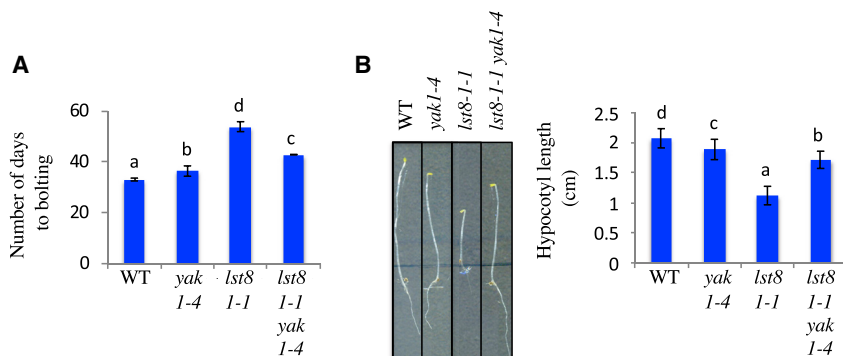 A
Number of days
to bolting
60
40
20
0
a
b
d
c
WT
yak
1-4
lst8
1-1
lst8
1-1
yak
1-4
B
WT
yak1-4
lst8-1-1
lst8-1-1 yak1-4
Hypocotyl length
(cm)
2.5
2
1.5
1
0.5
0
d
c
a
b
WT
yak
1-4
lst8
1-1
lst8
1-1
yak
1-4